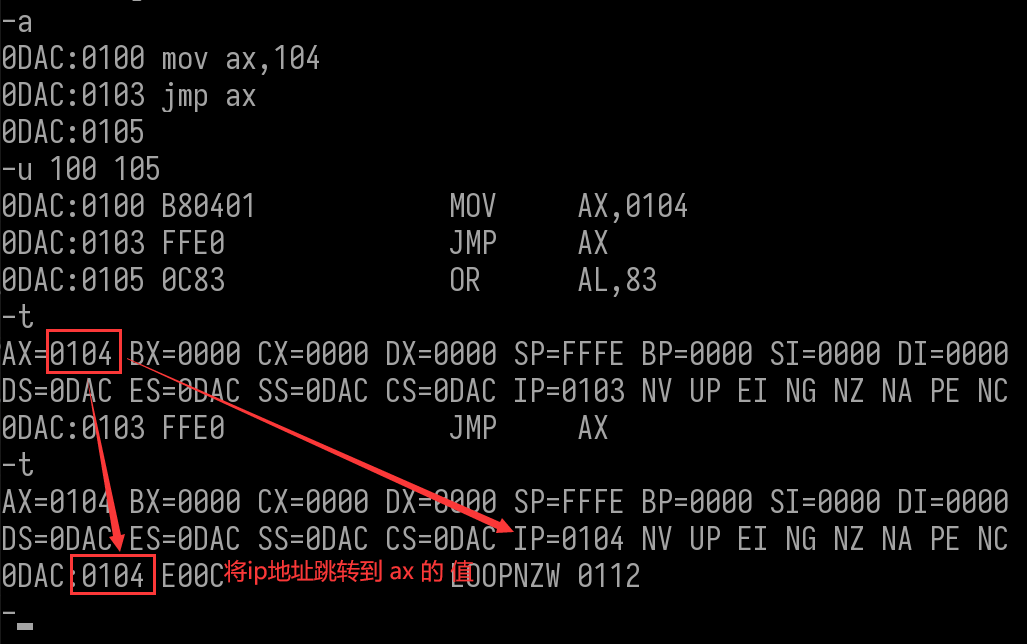 -a
0DAC:0100 mov ax,104
0DAC:0103 jmp ax
0DAC:0105
-u 100 105
0DAC:0100 B80401 MOV AX,0104
0DAC:0103 FFE0 JMP AX
0DAC:0105 0C83 OR AL,83
-t
AX=0104 BX=0000 CX=0000 DX=0000 SP=FFFE BP=0000 SI=0000 DI=0000
DS=0DAC ES=0DAC SS=0DAC CS=0DAC IP=0103 NV UP EI NG NZ NA PE NC
0DAC:0103 FFE0 JMP AX
-t
AX=0104 BX=0000 CX=0000 DX=0000 SP=FFFE BP=0000 SI=0000 DI=0000
DS=0DAC ES=0DAC SS=0DAC CS=0DAC IP=0104 NV UP EI NG NZ NA PE NC
0DAC:0104 E00C 将ip地址跳转到 ax 的 值 LOOPNZW 0112
-